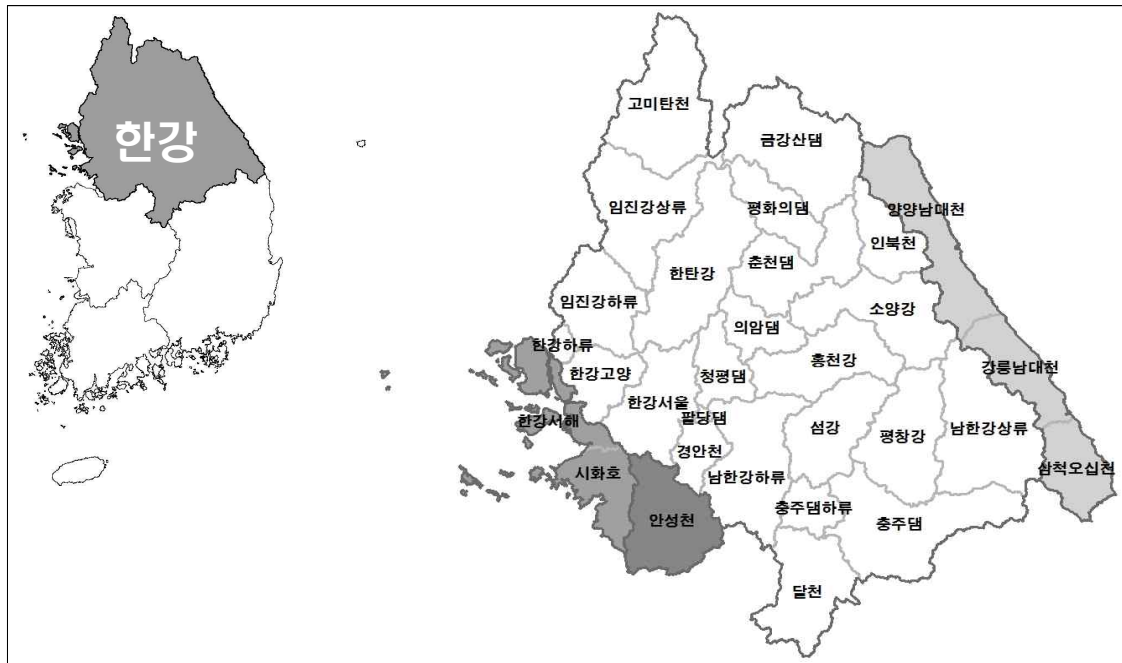 한강
고미탄천
금강산댐
임진강상류
평화의댐
양양남대천
인북천
한탄강
춘천댐
임진강하류
소양강
의암댐
한강하류
홍천강
강릉남대천
한강고양
청평댐
한강서울
한강서해
팔당댐
섬강
평창강
남한강상류
경안천
시화호
남한강하류
삼척오십천
안성천
충주댐하류
충주댐
달천